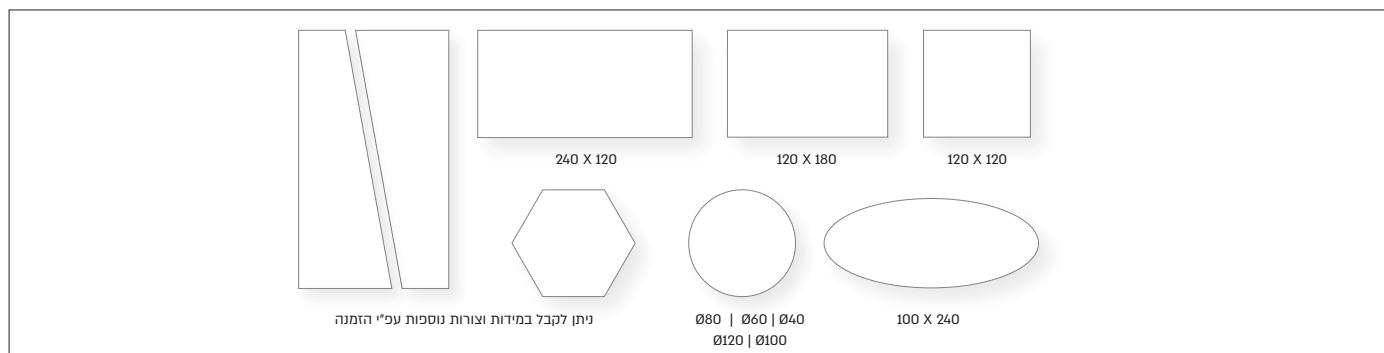 240 X 120
120 X 180
120 X 120
ניתן לקבל במידות וצורות נוספות עפ"י הזמנה
Ø80 | Ø60 | Ø40
Ø120 | Ø100
100 X 240